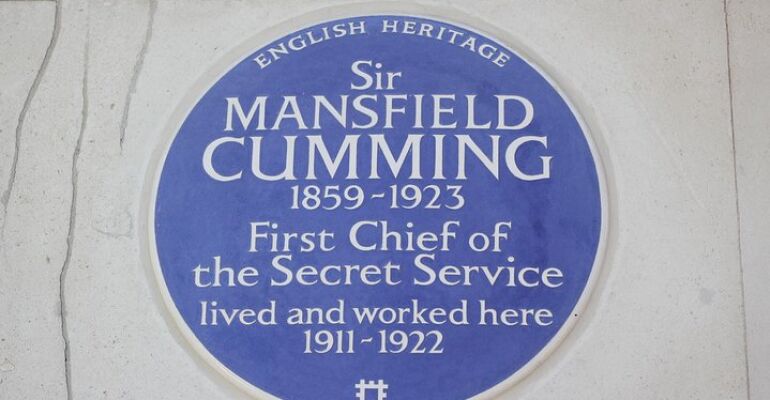 ENGLISH HERITAGE
Sir
MANSFIELD
CUMMING
1859-1923
First Chief of
the Secret Service
lived and worked here
1911-1922